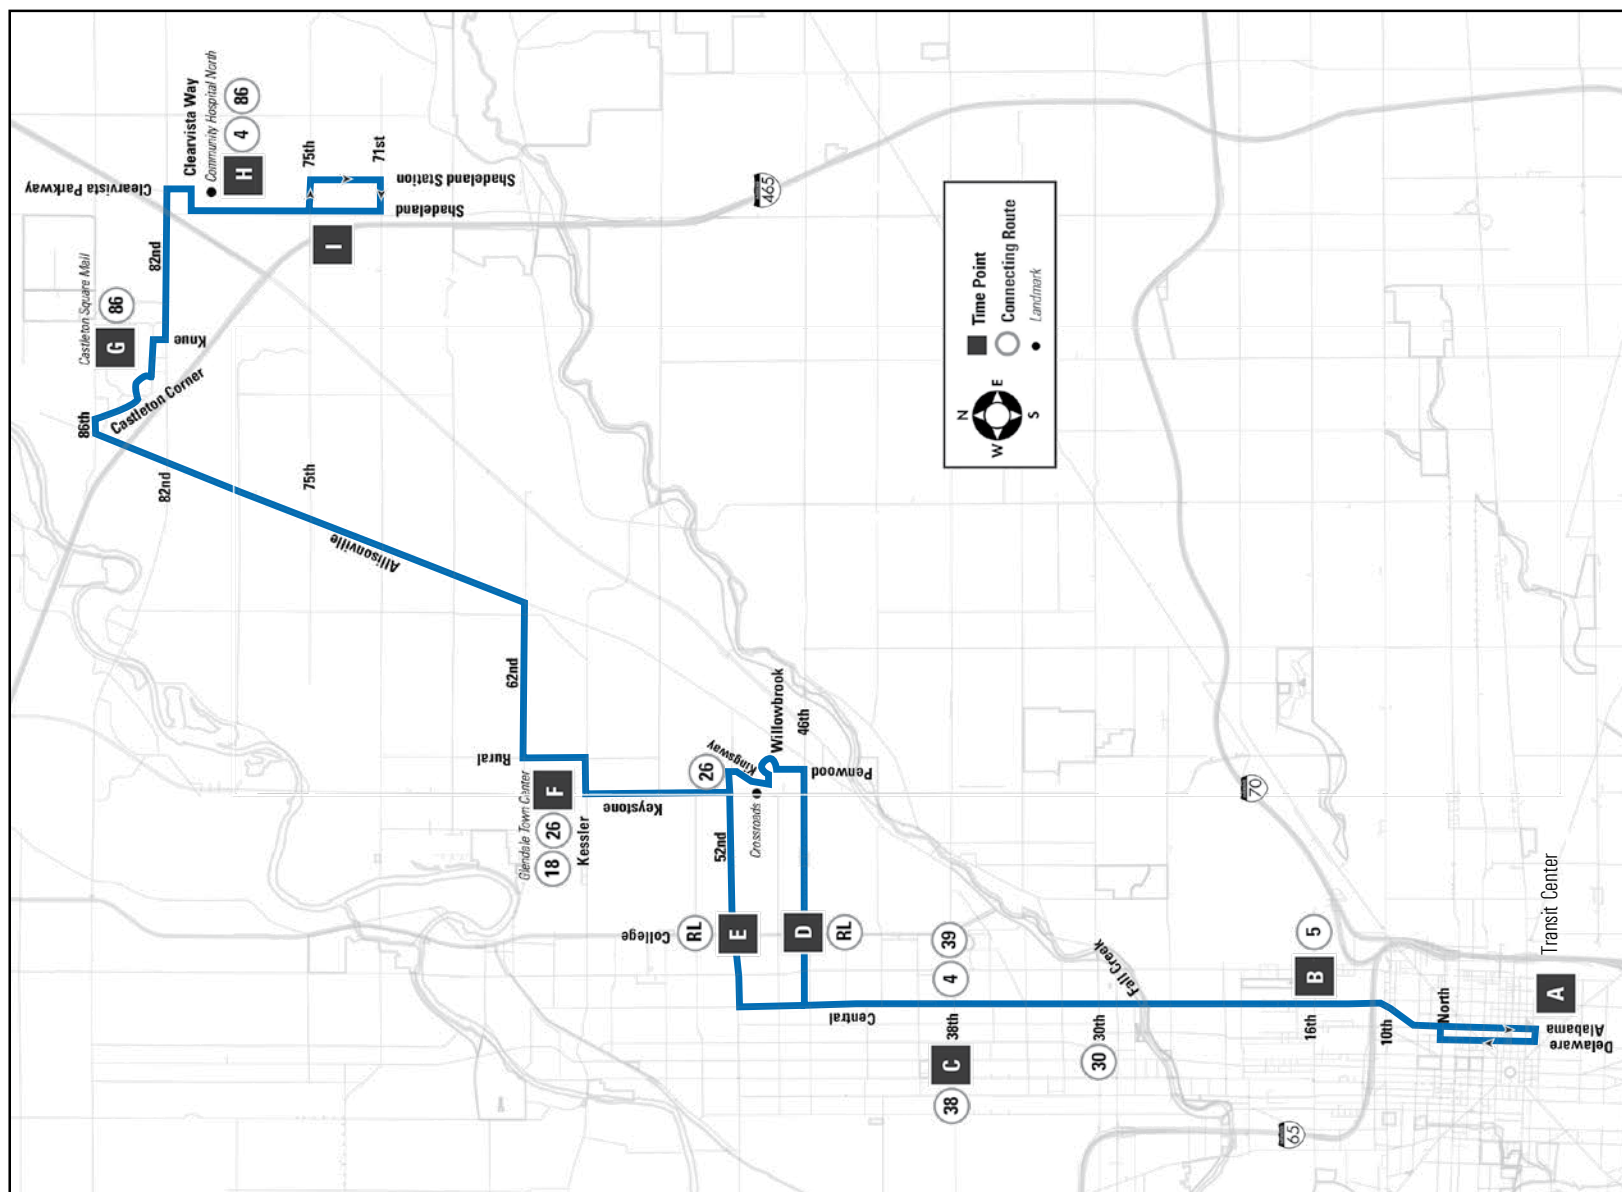 Clearvista Parkway
Clearvista Way
Community Hospital North
H
4
86
75th
71st
Shadeland Station
Shadeland
I
82nd
Castleton Square Mall
G
86
Knue
Castleton Corner
86th
82nd
75th
Allisonville
465
N
W
E
S
Time Point
Connecting Route
Landmark
62nd
Rural
Glendale Town Center
F
18
26
Kessler
Keystone
26
Kingsway
Willowbrook
46th
Penwood
Crossroads
52nd
College
RL
E
D
RL
Central
4
39
38th
C
38
Fall Creek
30th
30
70
5
B
16th
10th
65
North
A
Transit Center
Alabama
Delaware